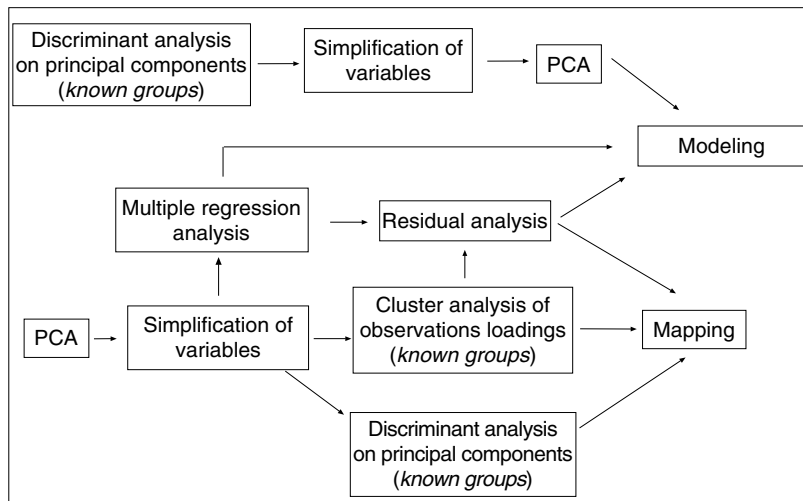 Discriminant analysis
on principal components
(known groups)
Simplification of
variables
PCA
Modeling
Multiple regression
analysis
Residual analysis
PCA
Simplification of
variables
Cluster analysis of
observations loadings
(known groups)
Mapping
Discriminant analysis
on principal components
(known groups)